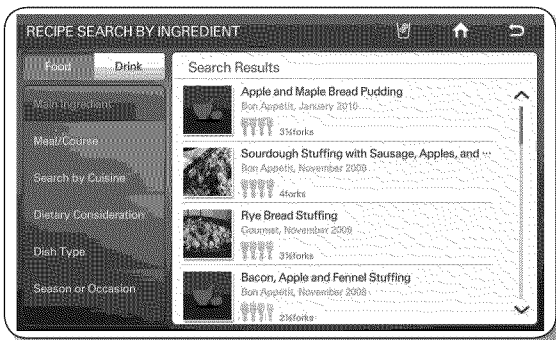 RECIPE SEARCH BY INGREDIENT
Food
Drink
Main Ingredient
Meal/Course
Search by Cuisine
Dietary Consideration
Dish Type
Season or Occasion
Search Results
Apple and Maple Bread Pudding
Bon Appétit, January 2010
3½forks
Sourdough Stuffing with Sausage, Apples, and ···
Bon Appétit, November 2009
4forks
Rye Bread Stuffing
Gourmet, November 2009
3½forks
Bacon, Apple and Fennel Stuffing
Bon Appétit, November 2008
2½forks